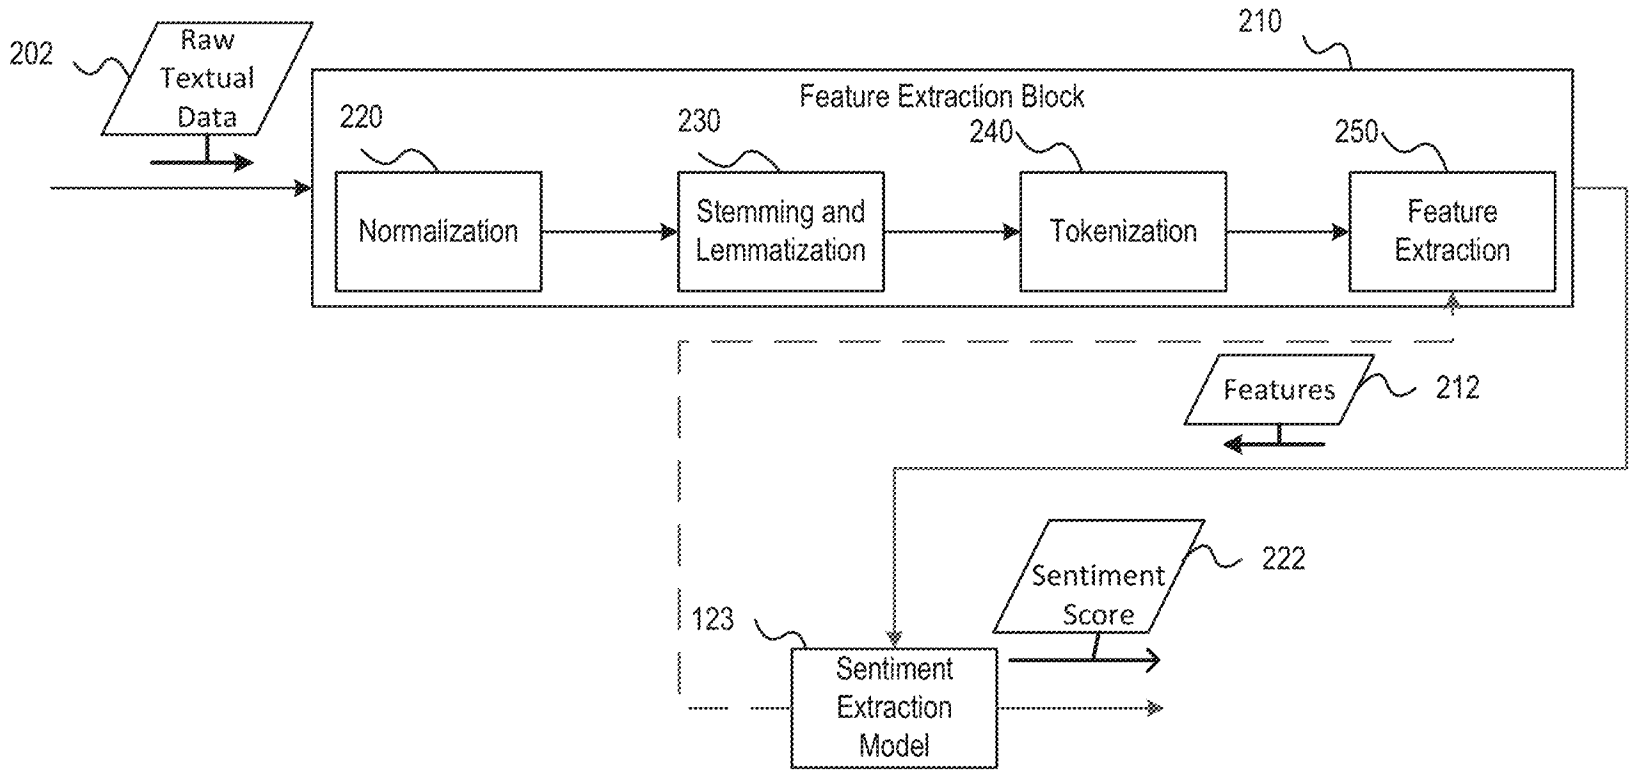 202
Raw
Textual
Data
210
Feature Extraction Block
220
230
240
250
Normalization
Stemming and
Lemmatization
Tokenization
Feature
Extraction
Features
212
Sentiment
Score
222
123
Sentiment
Extraction
Model